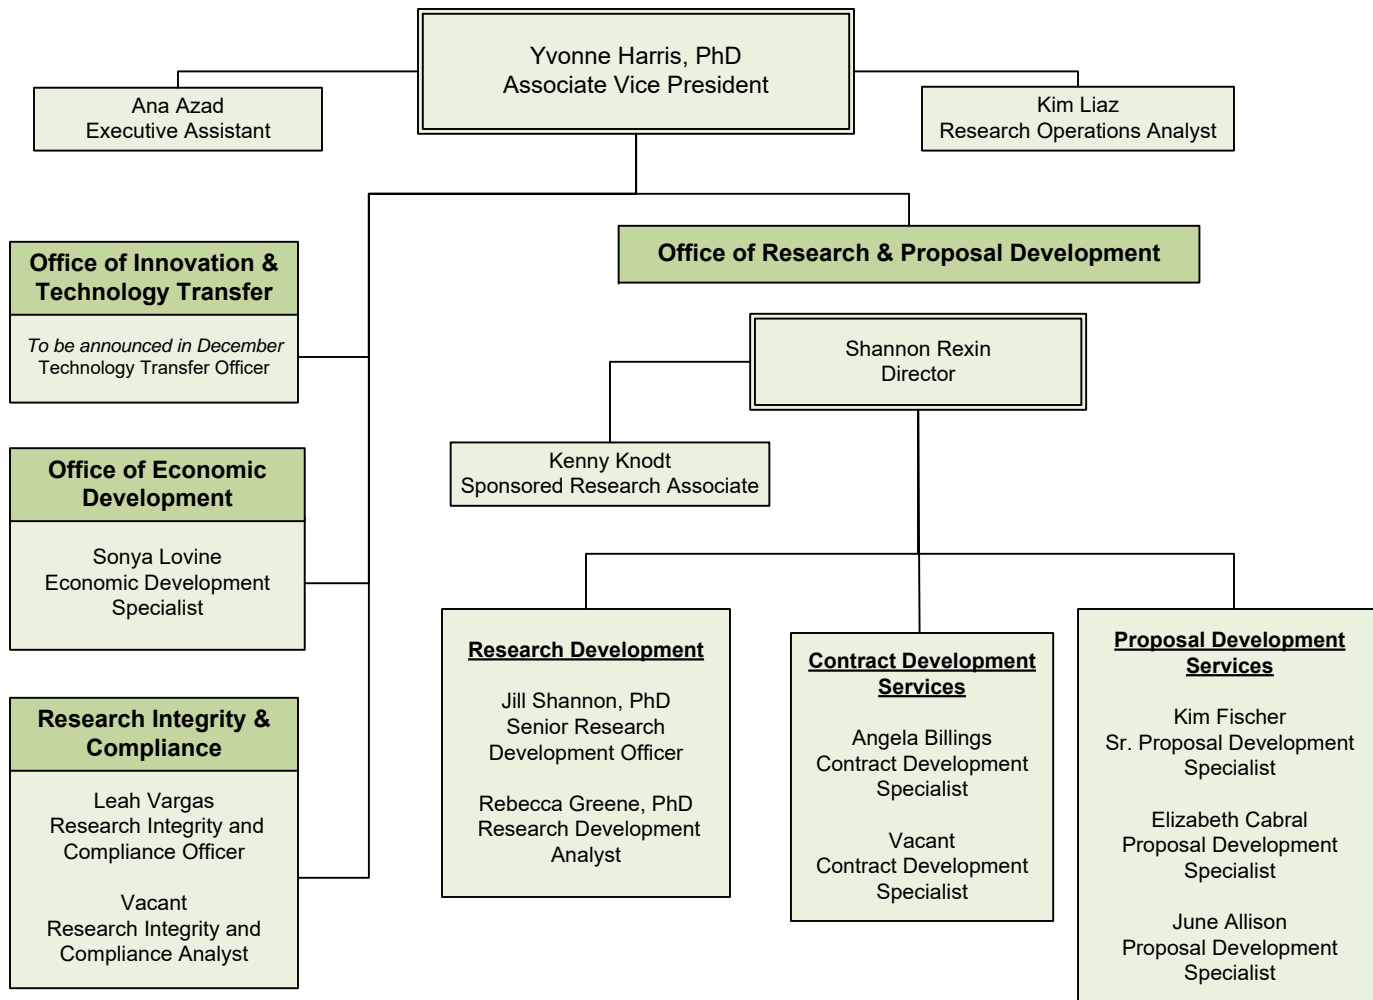 Yvonne Harris, PhD
Associate Vice President
Ana Azad
Executive Assistant
Kim Liaz
Research Operations Analyst
Office of Innovation &
Technology Transfer
To be announced in December
Technology Transfer Officer
Office of Economic
Development
Sonya Lovine
Economic Development
Specialist
Research Integrity &
Compliance
Leah Vargas
Research Integrity and
Compliance Officer
Vacant
Research Integrity and
Compliance Analyst
Office of Research & Proposal Development
Shannon Rexin
Director
Kenny Knodt
Sponsored Research Associate
Research Development
Jill Shannon, PhD
Senior Research
Development Officer
Rebecca Greene, PhD
Research Development
Analyst
Contract Development
Services
Angela Billings
Contract Development
Specialist
Vacant
Contract Development
Specialist
Proposal Development
Services
Kim Fischer
Sr. Proposal Development
Specialist
Elizabeth Cabral
Proposal Development
Specialist
June Allison
Proposal Development
Specialist